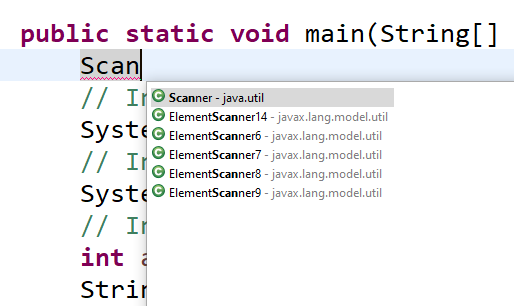 public static void main(String[]
Scan
Scanner - java.util
// I
ElementScanner14 - javax.lang.model.util
Syste
ElementScanner6 - javax.lang.model.util
// I
ElementScanner7 - javax.lang.model.util
ElementScanner8 - javax.lang.model.util
Syste
ElementScanner9 - javax.lang.model.util
// I
int a
Strin